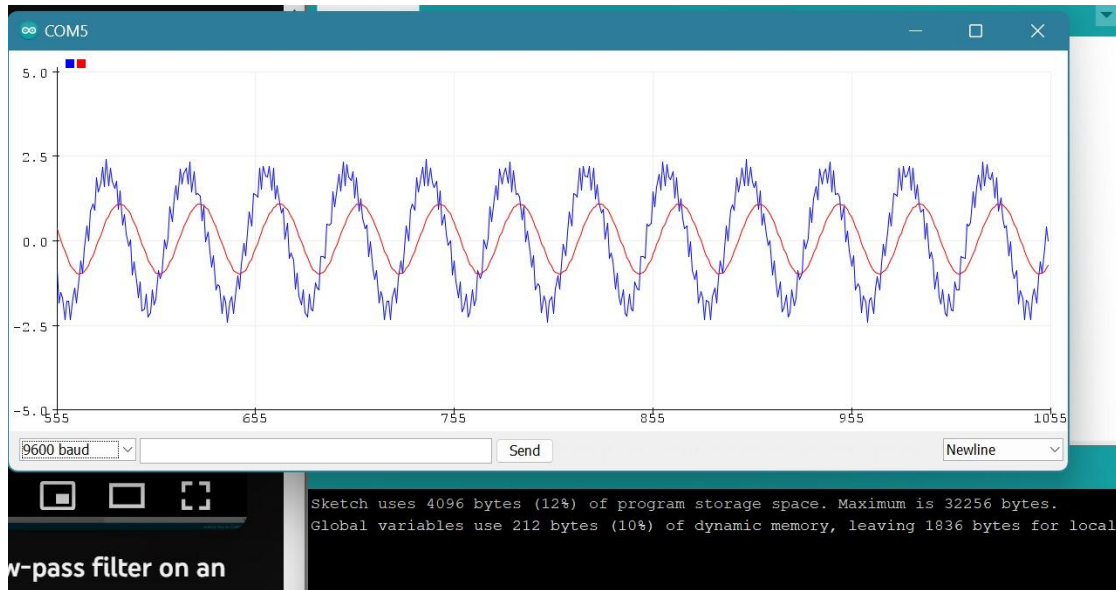 COM5
5.0
2.5
0.0
-2.5
-5.0
555 655 755 855 955 1055
9600 baud Send Newline
Sketch uses 4096 bytes (12%) of program storage space. Maximum is 32256 bytes.
Global variables use 212 bytes (10%) of dynamic memory, leaving 1836 bytes for local
w-pass filter on an